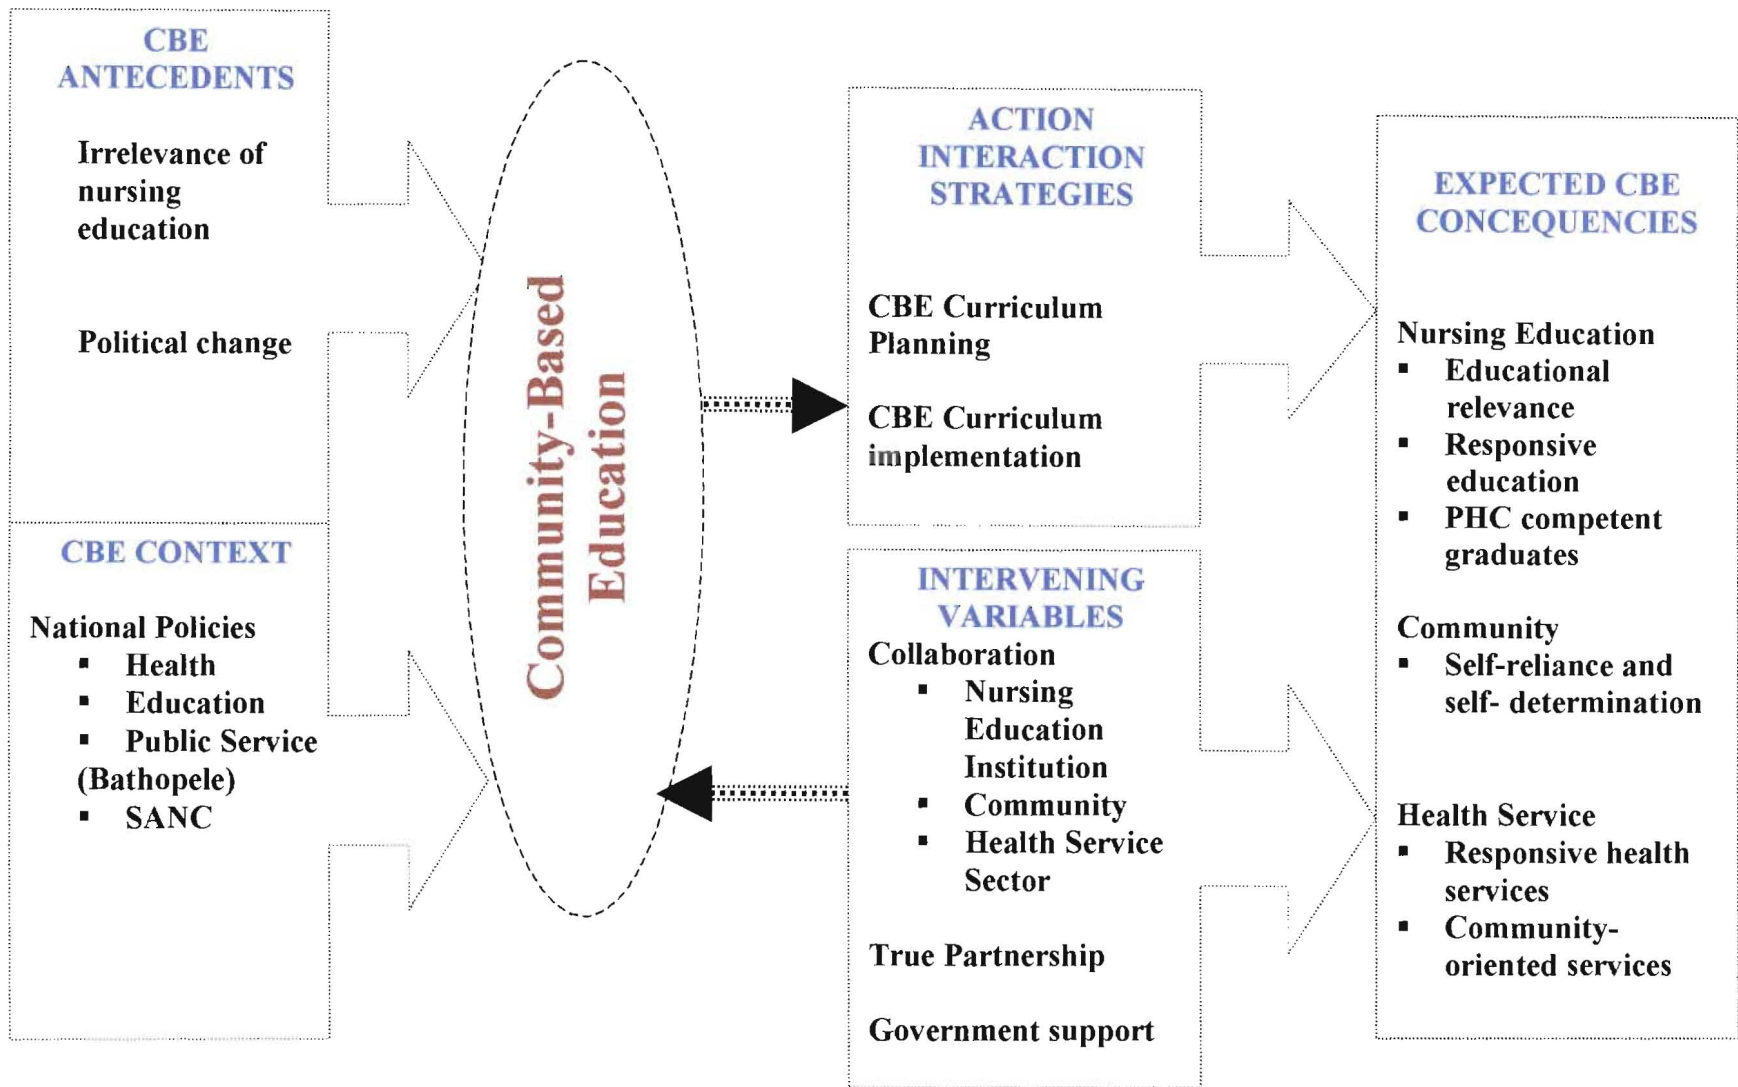 CBE
ANTECEDENTS
Irrelevance of
nursing
education
Political change
CBE CONTEXT
National Policies
▪ Health
▪ Education
▪ Public Service
(Bathopele)
▪ SANC
Community-Based
Education
ACTION
INTERACTION
STRATEGIES
CBE Curriculum
Planning
CBE Curriculum
implementation
INTERVENING
VARIABLES
Collaboration
▪ Nursing
Education
Institution
▪ Community
▪ Health Service
Sector
True Partnership
Government support
EXPECTED CBE
CONCEQUENCIES
Nursing Education
▪ Educational
relevance
▪ Responsive
education
▪ PHC competent
graduates
Community
▪ Self-reliance and
self- determination
Health Service
▪ Responsive health
services
▪ Community-
oriented services